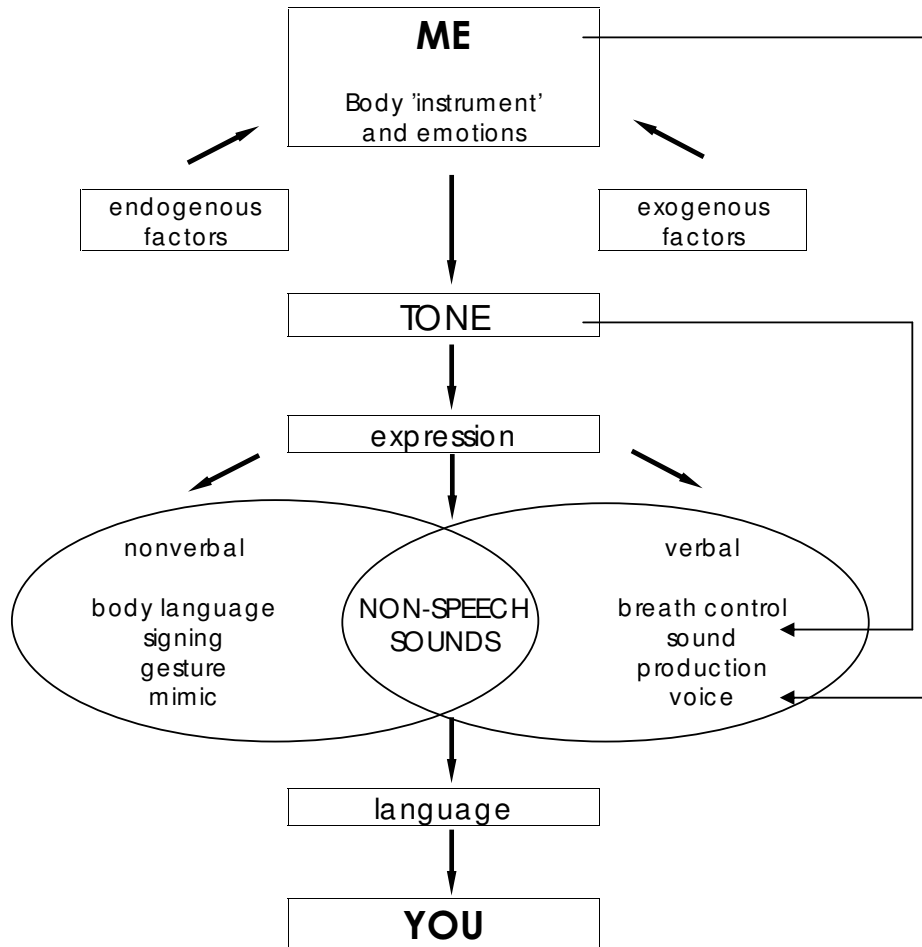 ME
Body 'instrument'
and emotions
endogenous
factors
exogenous
factors
TONE
expression
nonverbal
body language
signing
gesture
mimic
NON-SPEECH
SOUNDS
verbal
breath control
sound
production
voice
language
YOU